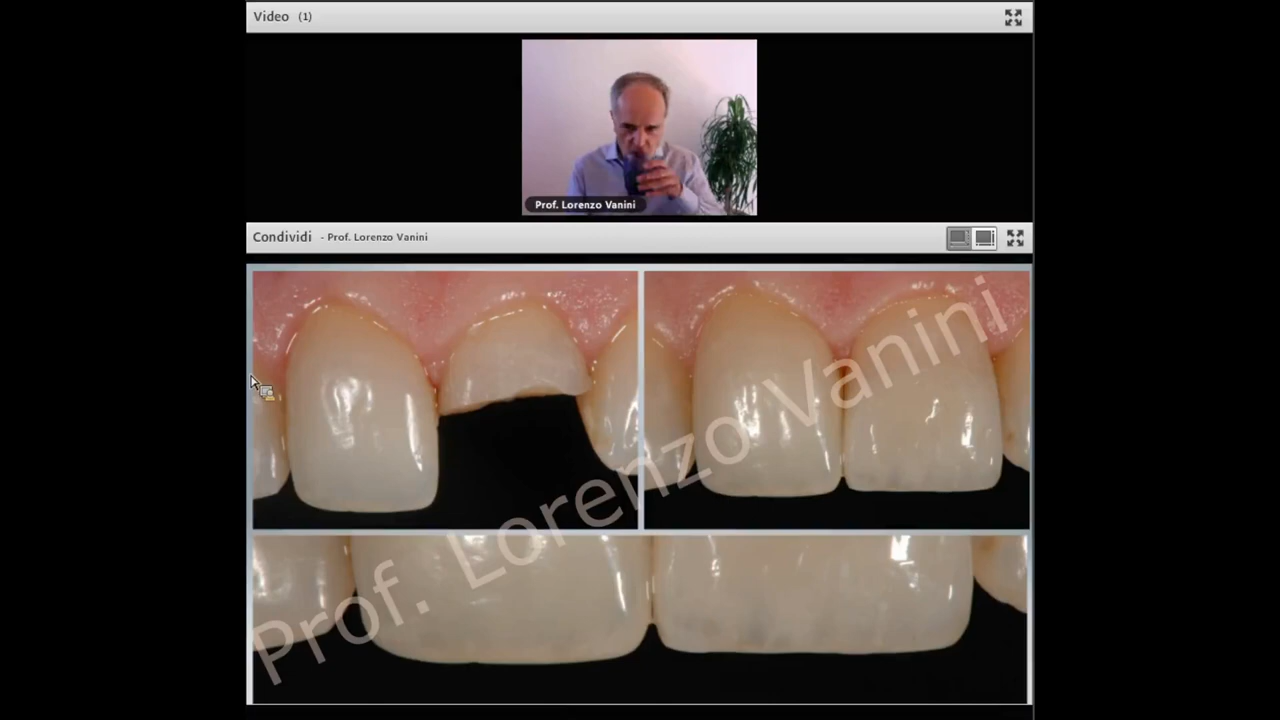 Video (1)
Prof. Lorenzo Vanini
Condividi - Prof. Lorenzo Vanini
Prof. Lorenzo Vanini